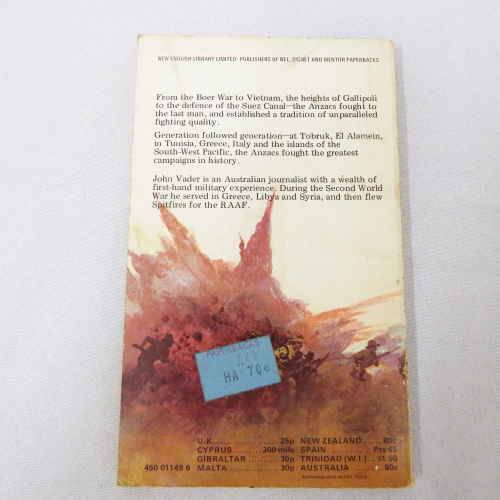 NEW ENGLISH LIBRARY LIMITED: PUBLISHERS OF NEL, SIGNET AND MENTOR PAPERBACKS
From the Boer War to Vietnam, the heights of Gallipoli
to the defence of the Suez Canal—the Anzacs fought to
the last man, and established a tradition of unparalleled
fighting quality.
Generation followed generation—at Tobruk, El Alamein,
in Tunisia, Greece, Italy and the islands of the
South-West Pacific, the Anzacs fought the greatest
campaigns in history.
John Vader is an Australian journalist with a wealth of
first-hand military experience. During the Second World
War he served in Greece, Libya and Syria, and then flew
Spitfires for the RAAF.
HA 70c
U.K. 25p NEW ZEALAND 80c
CYPRUS 300 mils SPAIN Pts 65
GIBRALTAR 30p TRINIDAD (W.I.)
450 01149 6 MALTA 30p AUSTRALIA 80c